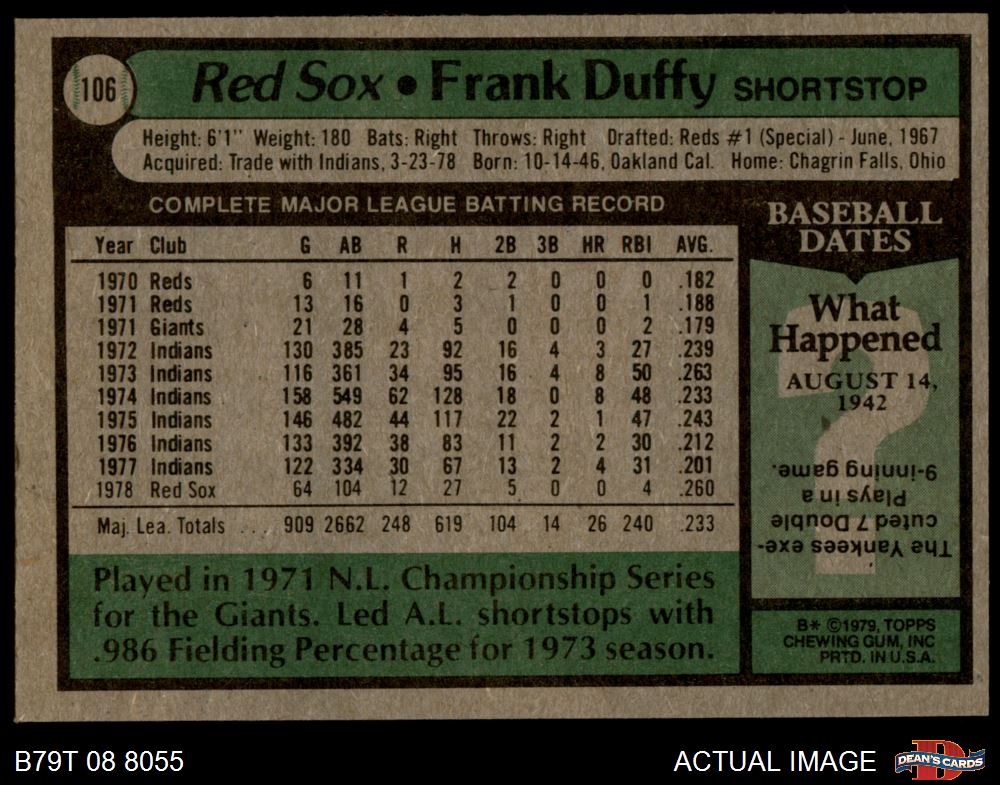 106
Red Sox • Frank Duffy SHORTSTOP
Height: 6'1" Weight: 180 Bats: Right Throws: Right Drafted: Reds #1 (Special) - June, 1967
Acquired: Trade with Indians, 3-23-78 Born: 10-14-46, Oakland Cal. Home: Chagrin Falls, Ohio
COMPLETE MAJOR LEAGUE BATTING RECORD
Year Club G AB R H 2B 3B HR RBI AVG.
1970 Reds 6 11 1 2 2 0 0 0 .182
1971 Reds 13 16 0 3 1 0 0 1 .188
1971 Giants 21 28 4 5 0 0 0 2 .179
1972 Indians 130 385 23 92 16 4 3 27 .239
1973 Indians 116 361 34 95 16 4 8 50 .263
1974 Indians 158 549 62 128 18 0 8 48 .233
1975 Indians 146 482 44 117 22 2 1 47 .243
1976 Indians 133 392 38 83 11 2 2 30 .212
1977 Indians 122 334 30 67 13 2 4 31 .201
1978 Red Sox 64 104 12 27 5 0 0 4 .260
Maj. Lea. Totals . . . 909 2662 248 619 104 14 26 240 .233
Played in 1971 N.L. Championship Series
for the Giants. Led A.L. shortstops with
.986 Fielding Percentage for 1973 season.
BASEBALL
DATES
What
Happened
AUGUST 14,
1942
?
The Yankees exe-
cuted 7 Double
Plays in a
9-inning game.
B* ©1979, TOPPS
CHEWING GUM, INC
PRTD. IN U.S.A.
B79T 08 8055
ACTUAL IMAGE
D
DEAN'S CARDS